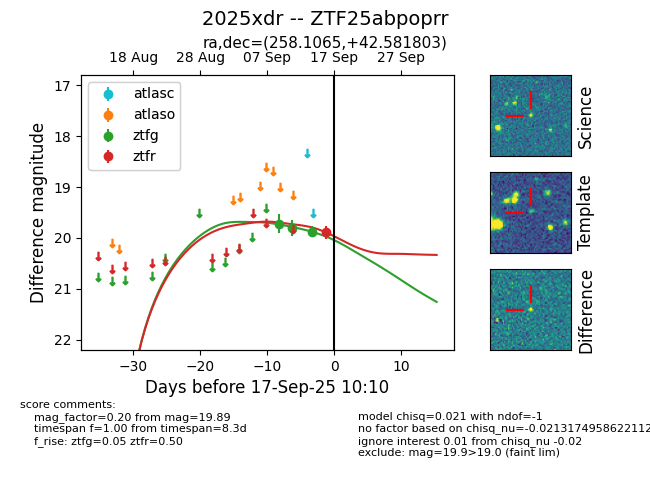 2025xdr -- ZTF25abpoprr
ra,dec=(258.1065,+42.581803)
18 Aug 28 Aug 07 Sep 17 Sep 27 Sep
17
18
19
20
21
22
Difference magnitude
atlasc
atlaso
ztfg
ztfr
−30 −20 −10 0 10
Days before 17-Sep-25 10:10
Science
Template
Difference
score comments:
mag_factor=0.20 from mag=19.89
timespan f=1.00 from timespan=8.3d
f_rise: ztfg=0.05 ztfr=0.50
model chisq=0.021 with ndof=-1
no factor based on chisq_nu=-0.0213174958622112
ignore interest 0.01 from chisq_nu -0.02
exclude: mag=19.9>19.0 (faint lim)